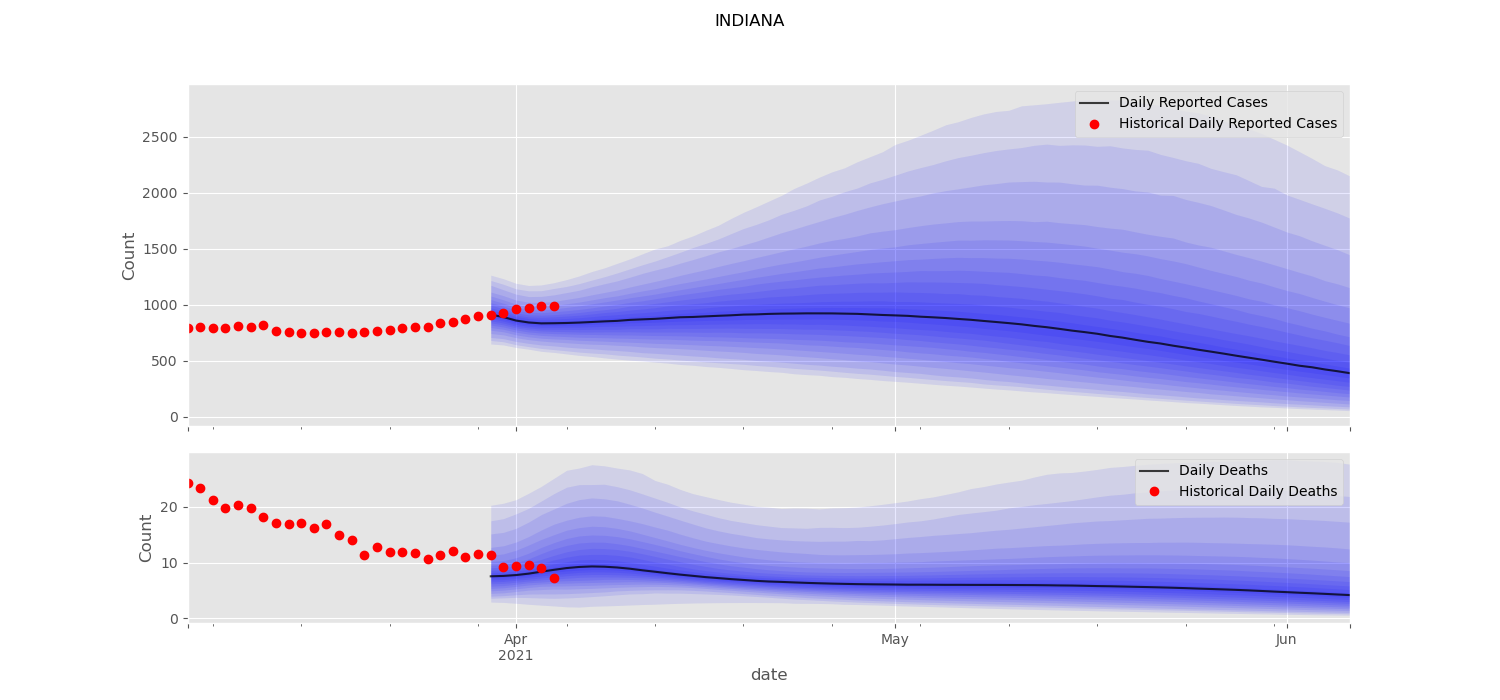 INDIANA
Daily Reported Cases
Historical Daily Reported Cases
2500
2000
1500
1000
500
0
Count
Daily Deaths
Historical Daily Deaths
20
10
0
Count
Apr
2021
May
Jun
date